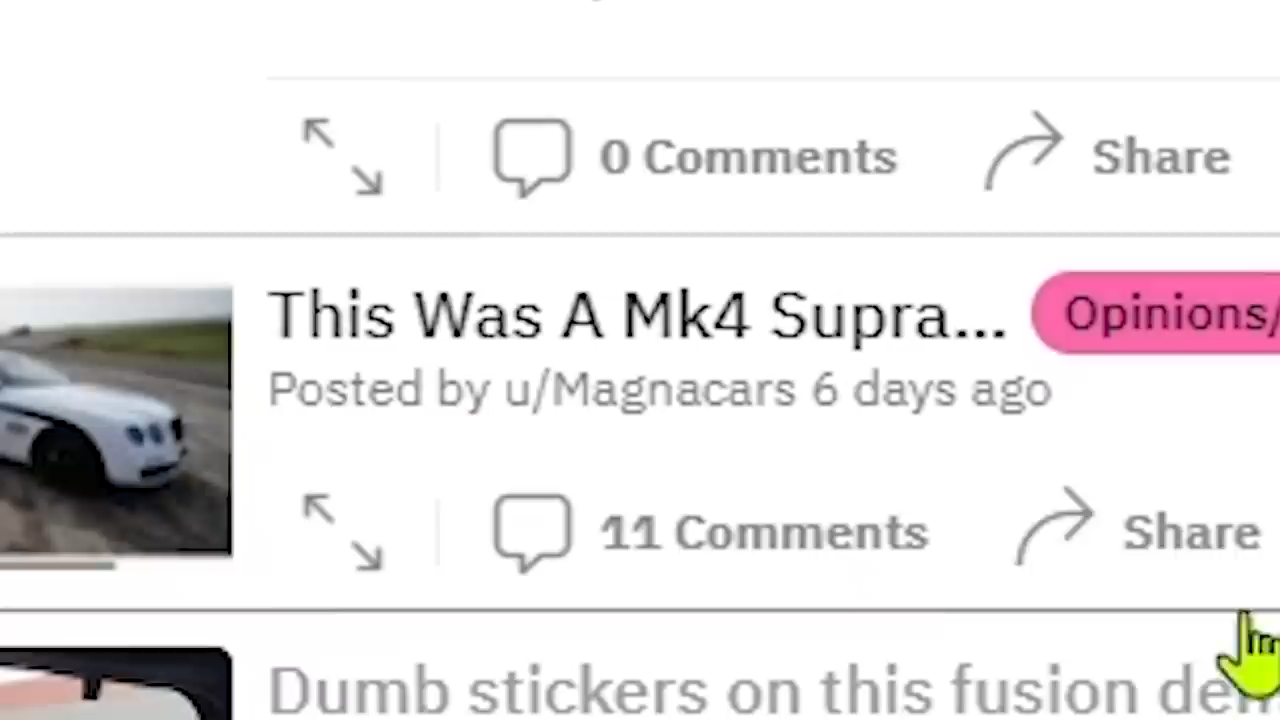 0 Comments Share
This Was A Mk4 Supra... Opinions/
Posted by u/Magnacars 6 days ago
11 Comments Share
Dumb stickers on this fusion